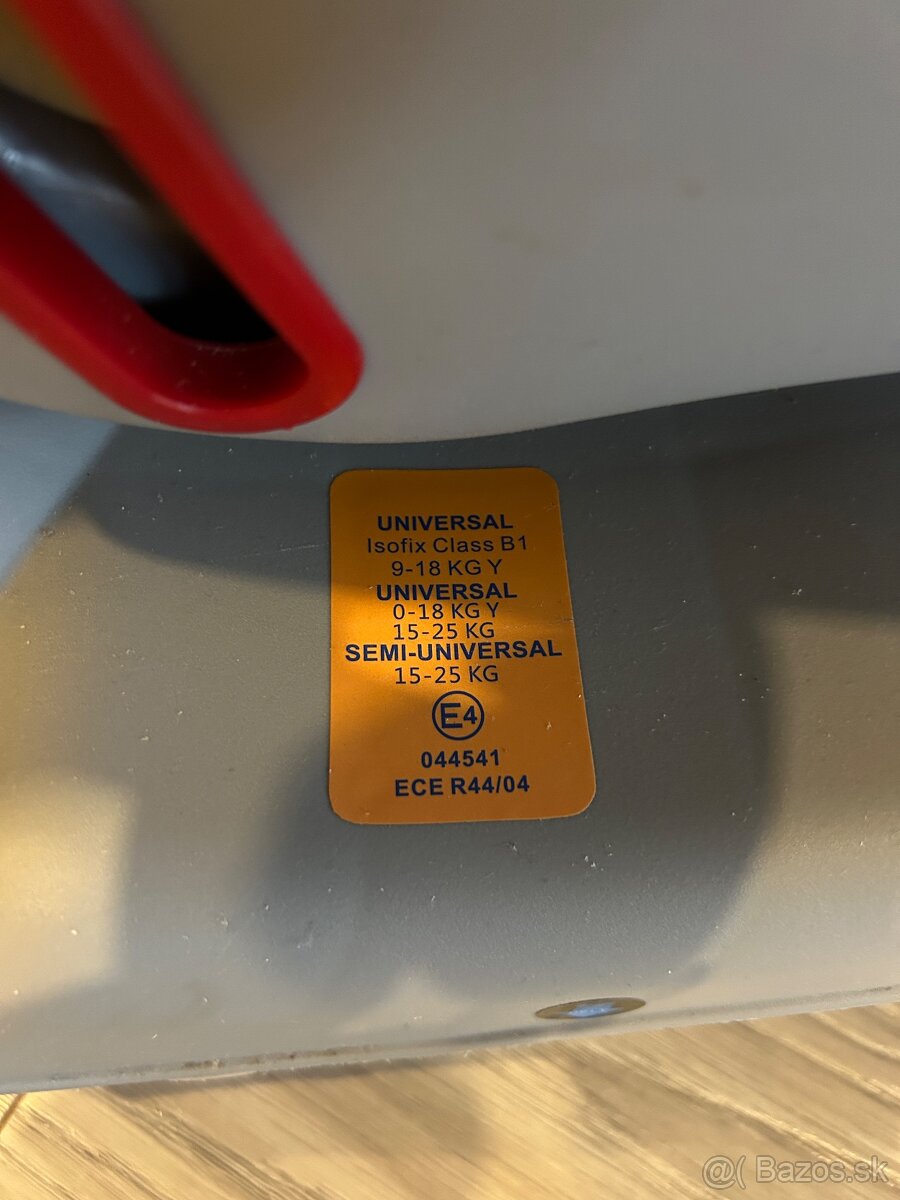 UNIVERSAL
Isofix Class B1
9-18 KG Y
UNIVERSAL
0-18 KG Y
15-25 KG
SEMI-UNIVERSAL
15-25 KG
E4
044541
ECE R44/04
@( Bazos.sk